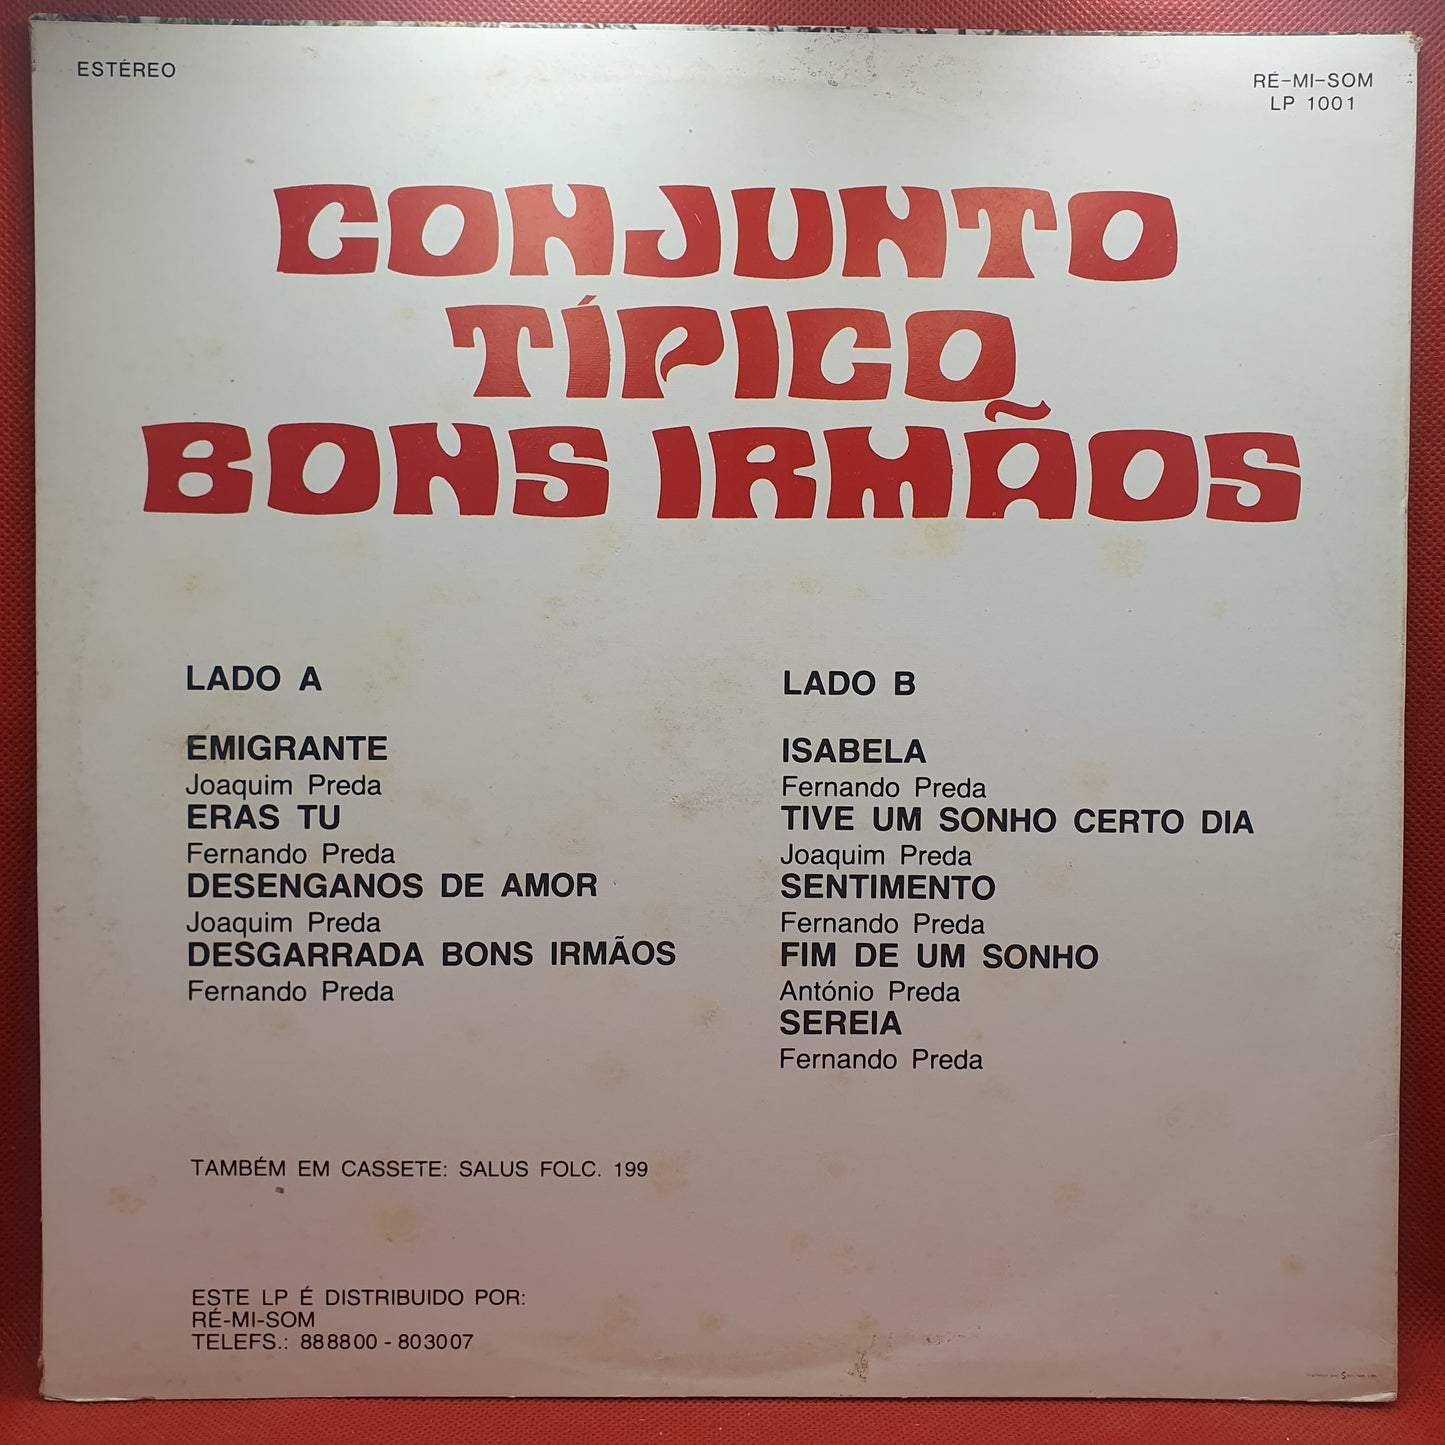 ESTÉREO
RÉ-MI-SOM
LP 1001
CONJUNTO
TÍPICO
BONS IRMÃOS
LADO A
EMIGRANTE
Joaquim Preda
ERAS TU
Fernando Preda
DESENGANOS DE AMOR
Joaquim Preda
DESGARRADA BONS IRMÃOS
Fernando Preda
LADO B
ISABELA
Fernando Preda
TIVE UM SONHO CERTO DIA
Joaquim Preda
SENTIMENTO
Fernando Preda
FIM DE UM SONHO
António Preda
SEREIA
Fernando Preda
TAMBÉM EM CASSETE: SALUS FOLC. 199
ESTE LP É DISTRIBUIDO POR:
RÉ-MI-SOM
TELEFS.: 888800 - 803007